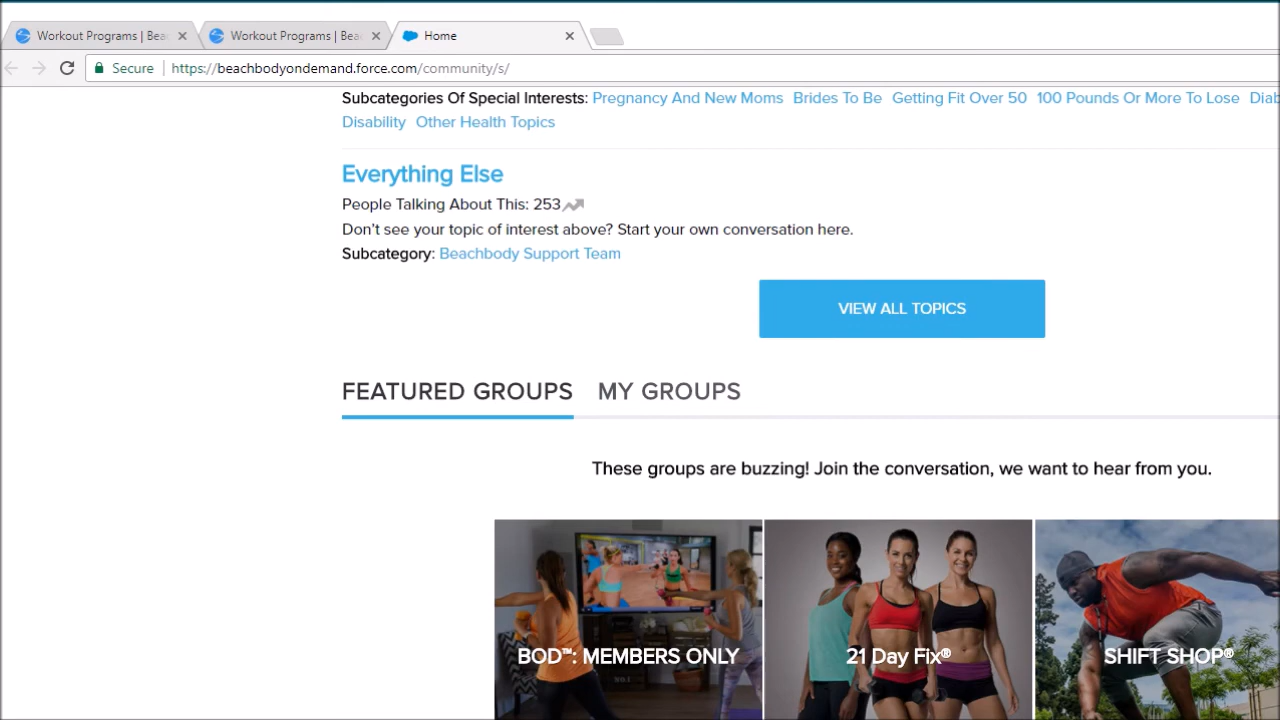 Workout Programs | Bea
Workout Programs | Bea
Home
Secure | https://beachbodyondemand.force.com/community/s/
Subcategories Of Special Interests: Pregnancy And New Moms Brides To Be Getting Fit Over 50 100 Pounds Or More To Lose Diab
Disability Other Health Topics
Everything Else
People Talking About This: 253
Don't see your topic of interest above? Start your own conversation here.
Subcategory: Beachbody Support Team
VIEW ALL TOPICS
FEATURED GROUPS MY GROUPS
These groups are buzzing! Join the conversation, we want to hear from you.
BOD™: MEMBERS ONLY
21 Day Fix®
SHIFT SHOP®